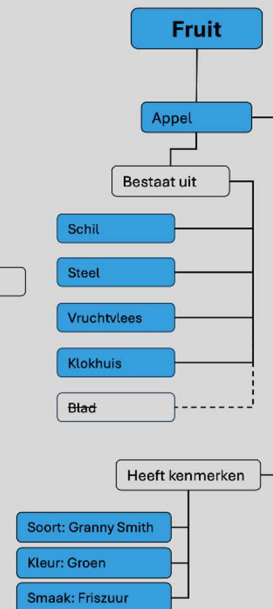 Fruit
Appel
Bestaat uit
Schil
Steel
Vruchtvlees
Klokhuis
Blad
Heeft kenmerken
Soort: Granny Smith
Kleur: Groen
Smaak: Friszuur